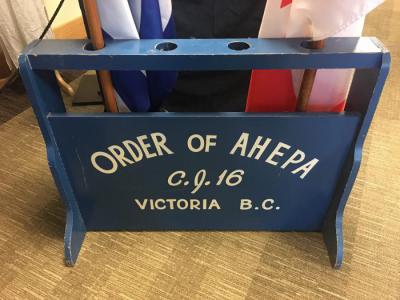 ORDER OF AHEPA
C.J. 16
VICTORIA B.C.